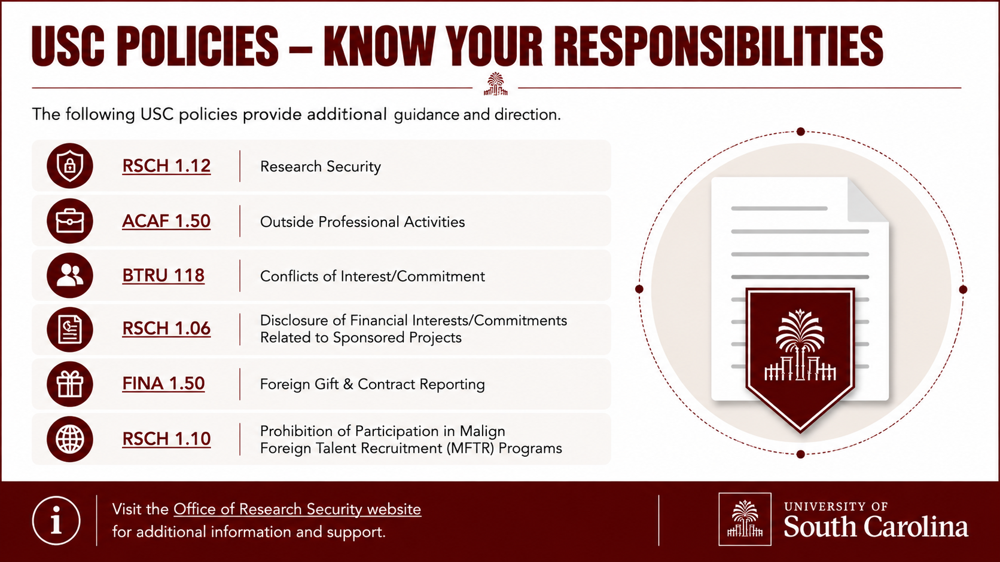 USC POLICIES – KNOW YOUR RESPONSIBILITIES
The following USC policies provide additional guidance and direction.
RSCH 1.12
Research Security
ACAF 1.50
Outside Professional Activities
BTRU 118
Conflicts of Interest/Commitment
RSCH 1.06
Disclosure of Financial Interests/Commitments
Related to Sponsored Projects
FINA 1.50
Foreign Gift & Contract Reporting
RSCH 1.10
Prohibition of Participation in Malign
Foreign Talent Recruitment (MFTR) Programs
Visit the Office of Research Security website
for additional information and support.
UNIVERSITY OF
South Carolina